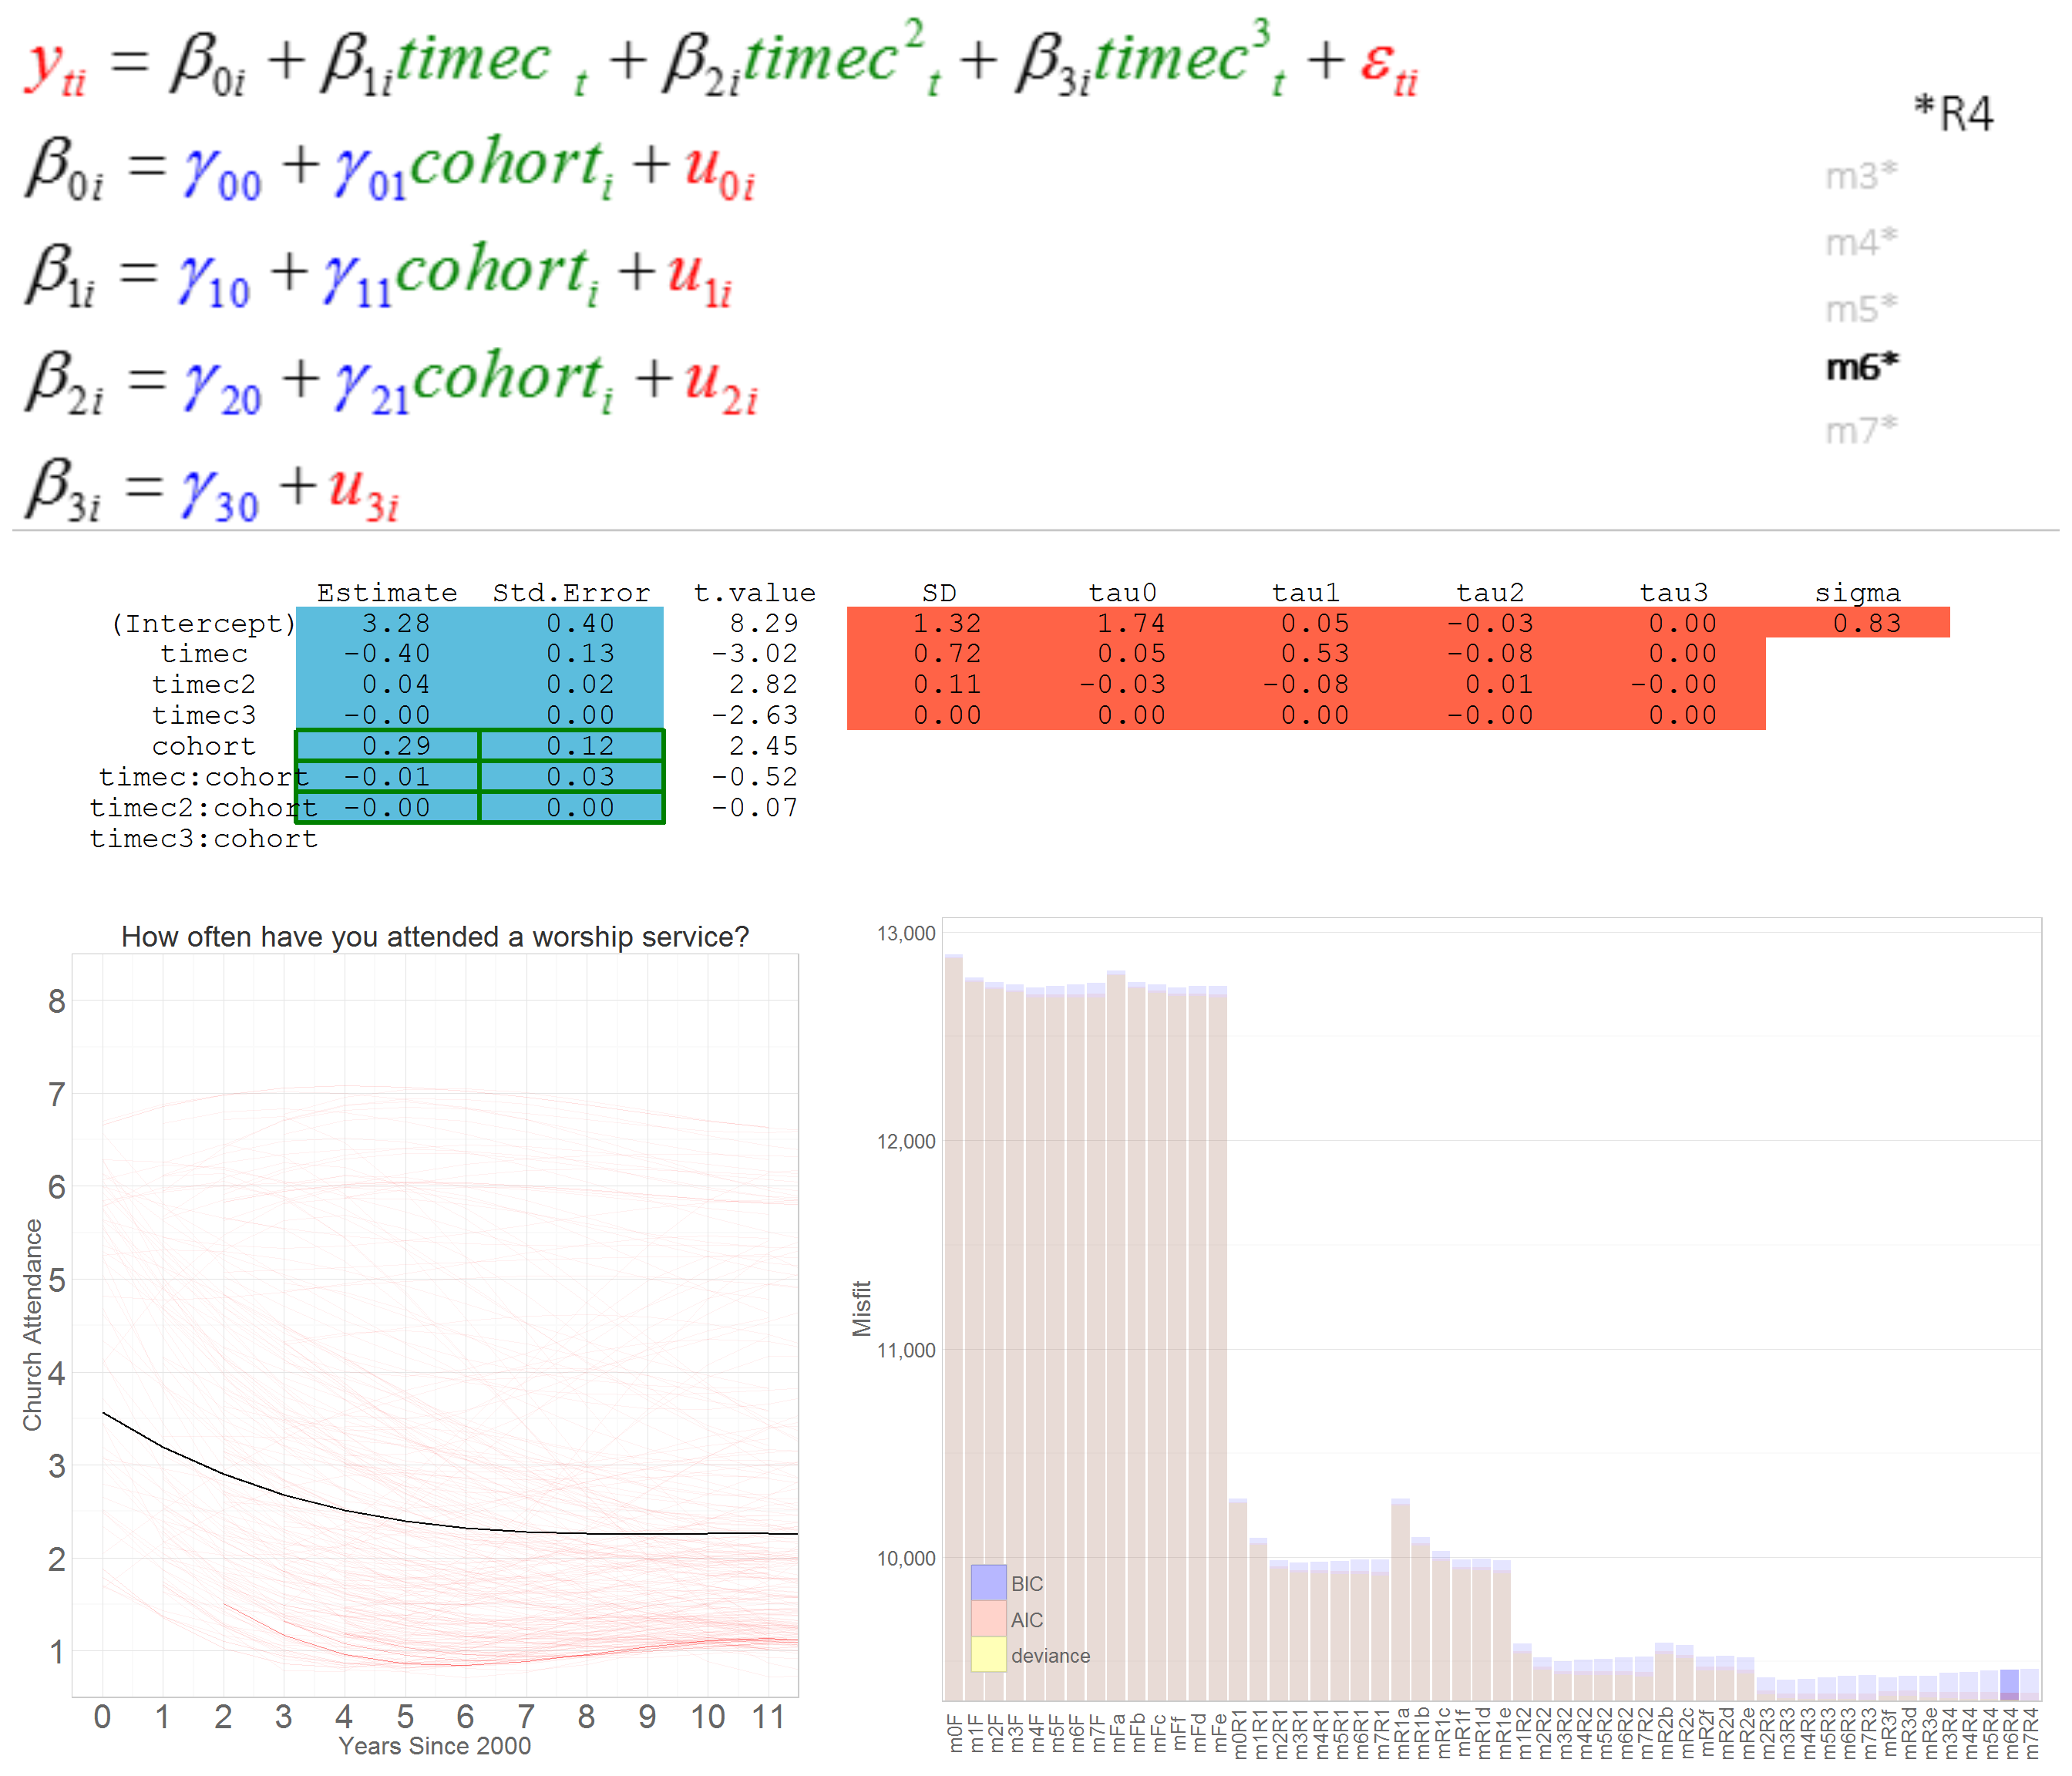 y_ti = β_0i + β_1i timec_t + β_2i timec²_t + β_3i timec³_t + ε_ti
*R4
β_0i = γ_00 + γ_01 cohort_i + u_0i
m3*
m4*
β_1i = γ_10 + γ_11 cohort_i + u_1i
m5*
β_2i = γ_20 + γ_21 cohort_i + u_2i
m6*
m7*
β_3i = γ_30 + u_3i
Estimate Std.Error t.value SD tau0 tau1 tau2 tau3 sigma
(Intercept) 3.28 0.40 8.29 1.32 1.74 0.05 -0.03 0.00 0.83
timec -0.40 0.13 -3.02 0.72 0.05 0.53 -0.08 0.00
timec2 0.04 0.02 2.82 0.11 -0.03 -0.08 0.01 -0.00
timec3 -0.00 0.00 -2.63 0.00 0.00 0.00 -0.00 0.00
cohort 0.29 0.12 2.45
timec:cohort -0.01 0.03 -0.52
timec2:cohort -0.00 0.00 -0.07
timec3:cohort
How often have you attended a worship service?
8
7
6
5
4
3
2
1
Church Attendance
0 1 2 3 4 5 6 7 8 9 10 11
Years Since 2000
13,000
12,000
11,000
10,000
Misfit
BIC
AIC
deviance
m0F m1F m2F m3F m4F m5F m6F m7F mFa mFb mFc mFf mFd mFe m0R1 m1R1 m2R1 m3R1 m4R1 m5R1 m6R1 m7R1 mR1a mR1b mR1c mR1f mR1d mR1e m1R2 m2R2 m3R2 m4R2 m5R2 m6R2 m7R2 mR2b mR2c mR2f mR2d mR2e m2R3 m3R3 m4R3 m5R3 m6R3 m7R3 mR3f mR3d mR3e m3R4 m4R4 m5R4 m6R4 m7R4